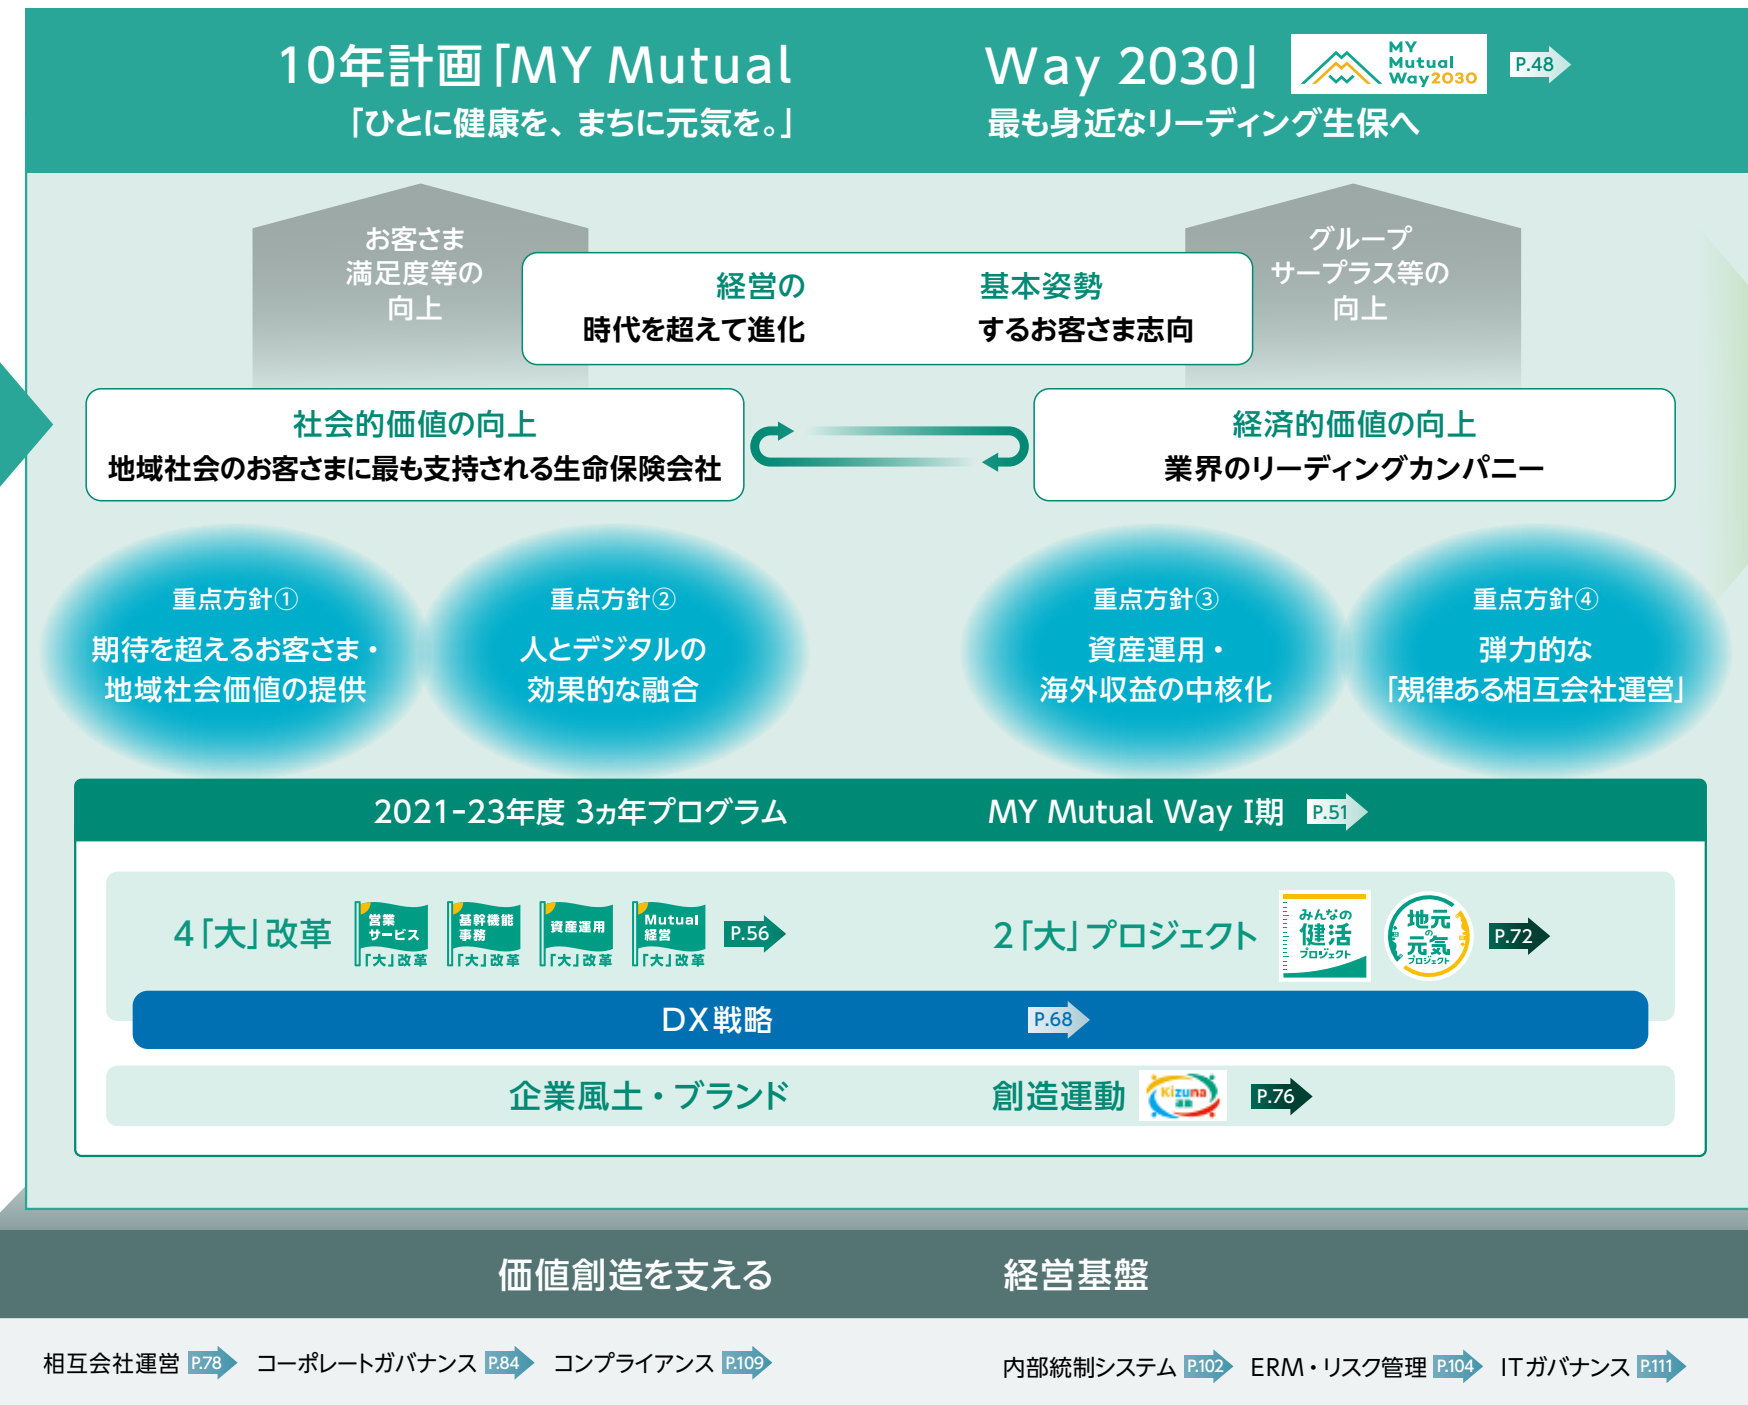 10年計画「MY Mutual Way 2030」 MY Mutual Way2030 P.48
「ひとに健康を、まちに元気を。」最も身近なリーディング生保へ
お客さま
満足度等の
向上
グループ
サープラス等の
向上
経営の基本姿勢
時代を超えて進化するお客さま志向
社会的価値の向上
地域社会のお客さまに最も支持される生命保険会社
経済的価値の向上
業界のリーディングカンパニー
重点方針①
期待を超えるお客さま・
地域社会価値の提供
重点方針②
人とデジタルの
効果的な融合
重点方針③
資産運用・
海外収益の中核化
重点方針④
弾力的な
「規律ある相互会社運営」
2021-23年度 3ヵ年プログラム MY Mutual Way Ⅰ期 P.51
4「大」改革
営業
サービス
「大」改革
基幹機能
事務
「大」改革
資産運用
「大」改革
Mutual
経営
「大」改革
P.56
2「大」プロジェクト
みんなの
健活
プロジェクト
地元
の
元気
プロジェクト
P.72
DX戦略 P.68
企業風土・ブランド創造運動 Kizuna 運動 P.76
価値創造を支える経営基盤
相互会社運営 P.78 コーポレートガバナンス P.84 コンプライアンス P.109 内部統制システム P.102 ERM・リスク管理 P.104 ITガバナンス P.111